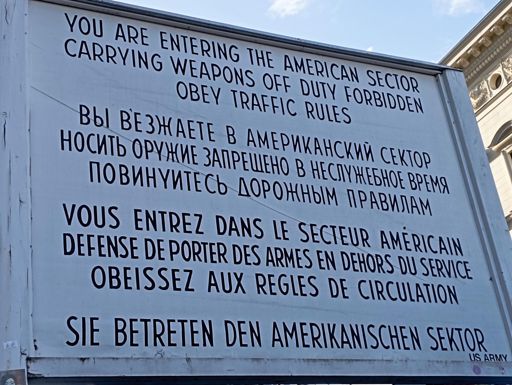 YOU ARE ENTERING THE AMERICAN SECTOR
CARRYING WEAPONS OFF DUTY FORBIDDEN
OBEY TRAFFIC RULES
ВЫ ВЪЕЗЖАЕТЕ В АМЕРИКАНСКИЙ СЕКТОР
НОСИТЬ ОРУЖИЕ ЗАПРЕЩЕНО В НЕСЛУЖЕБНОЕ ВРЕМЯ
ПОВИНУЙТЕСЬ ДОРОЖНЫМ ПРАВИЛАМ
VOUS ENTREZ DANS LE SECTEUR AMÉRICAIN
DEFENSE DE PORTER DES ARMES EN DEHORS DU SERVICE
OBEISSEZ AUX REGLES DE CIRCULATION
SIE BETRETEN DEN AMERIKANISCHEN SEKTOR
US ARMY